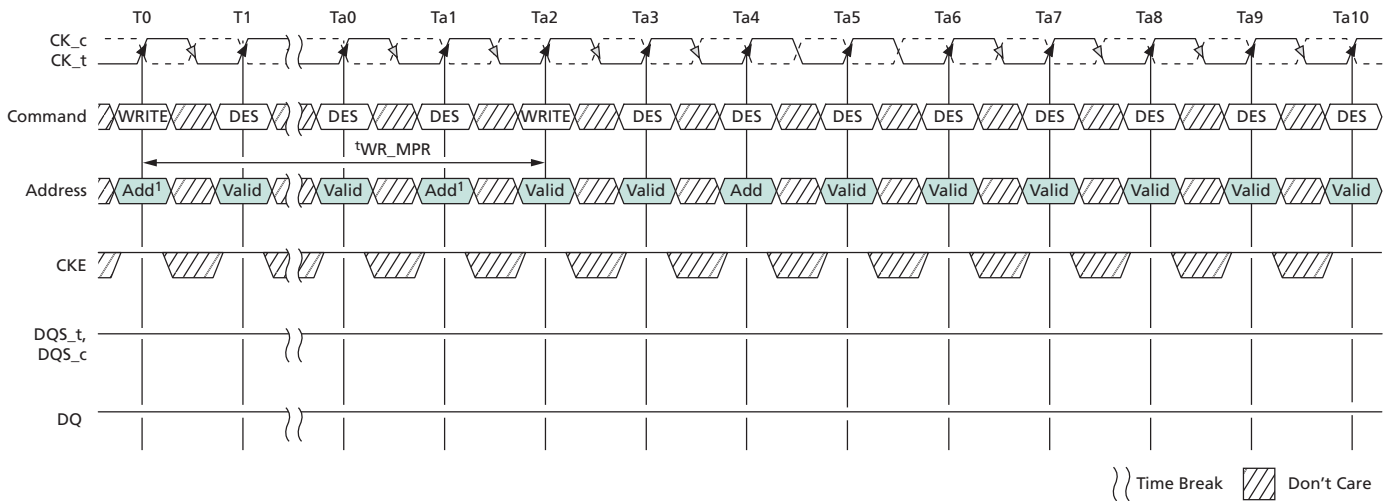 T0 T1 Ta0 Ta1 Ta2 Ta3 Ta4 Ta5 Ta6 Ta7 Ta8 Ta9 Ta10
CK_c
CK_t
Command WRITE DES DES DES WRITE DES DES DES DES DES DES DES DES
tWR_MPR
Address Add1 Valid Valid Add1 Valid Valid Add Valid Valid Valid Valid Valid Valid
CKE
DQS_t,
DQS_c
DQ
Time Break Don't Care